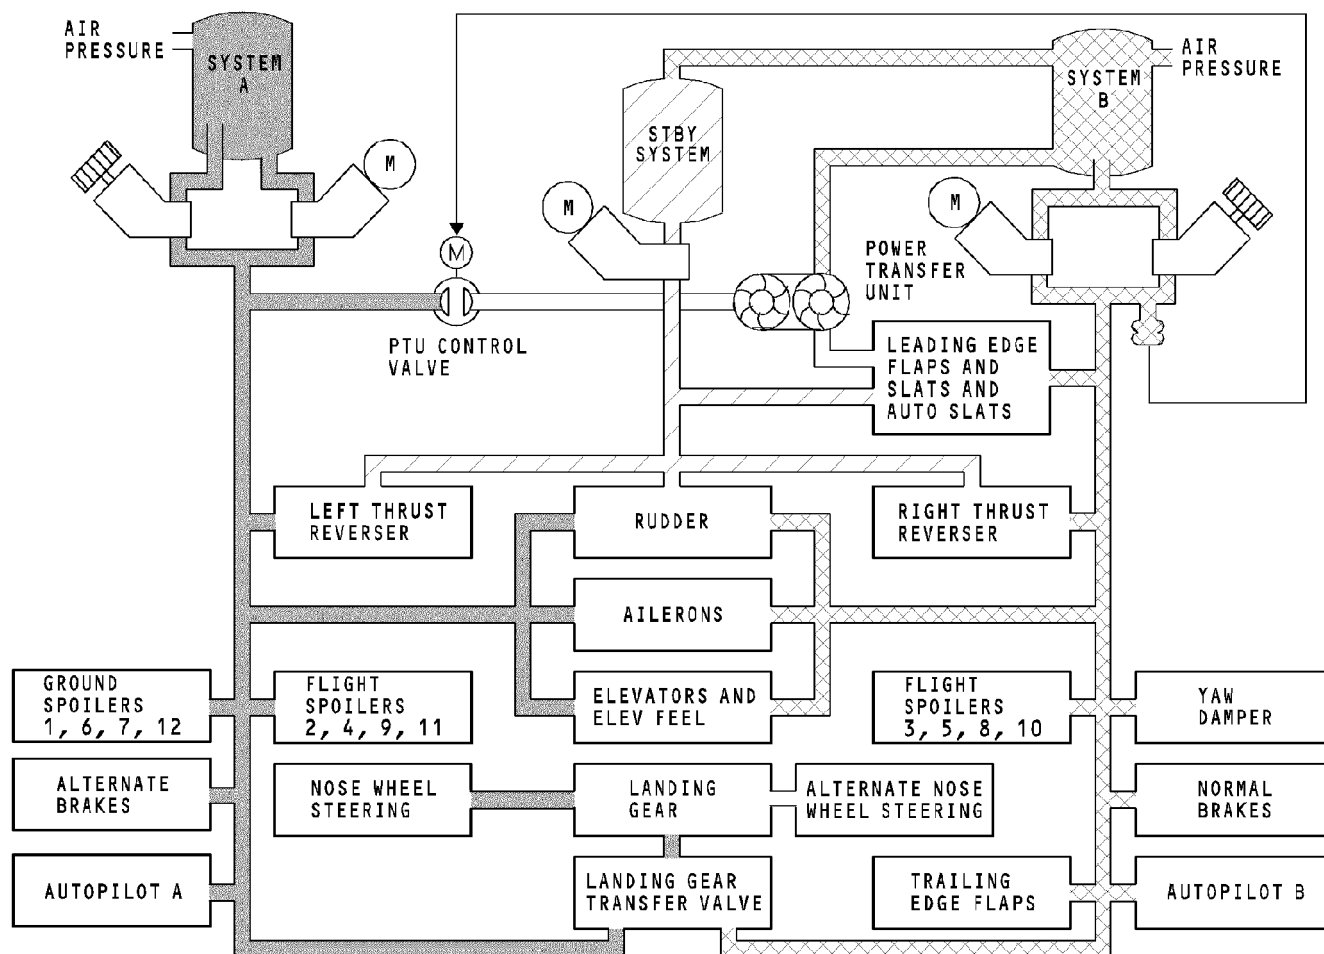 AIR
PRESSURE
SYSTEM
A
M
STBY
SYSTEM
M
SYSTEM
B
AIR
PRESSURE
M
M
PTU CONTROL
VALVE
POWER
TRANSFER
UNIT
LEADING EDGE
FLAPS AND
SLATS AND
AUTO SLATS
LEFT THRUST
REVERSER
RUDDER
RIGHT THRUST
REVERSER
AILERONS
GROUND
SPOILERS
1, 6, 7, 12
FLIGHT
SPOILERS
2, 4, 9, 11
ELEVATORS AND
ELEV FEEL
FLIGHT
SPOILERS
3, 5, 8, 10
YAW
DAMPER
ALTERNATE
BRAKES
NOSE WHEEL
STEERING
LANDING
GEAR
ALTERNATE NOSE
WHEEL STEERING
NORMAL
BRAKES
AUTOPILOT A
LANDING GEAR
TRANSFER VALVE
TRAILING
EDGE FLAPS
AUTOPILOT B